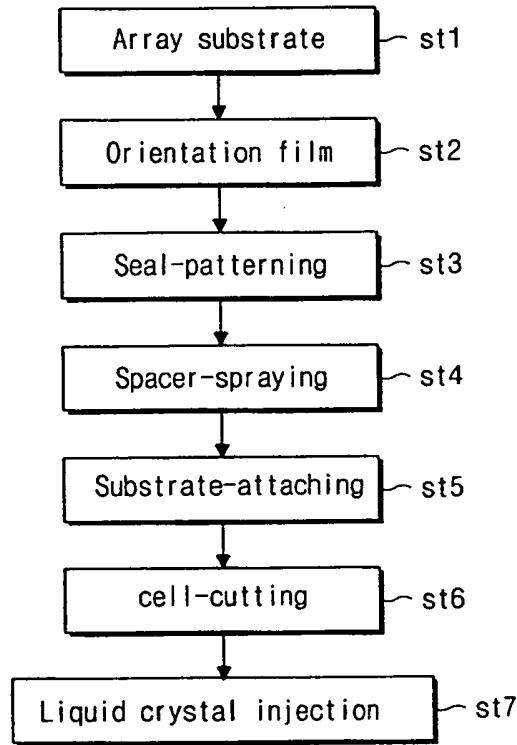 Array substrate st1
Orientation film st2
Seal-patterning st3
Spacer-spraying st4
Substrate-attaching st5
cell-cutting st6
Liquid crystal injection st7